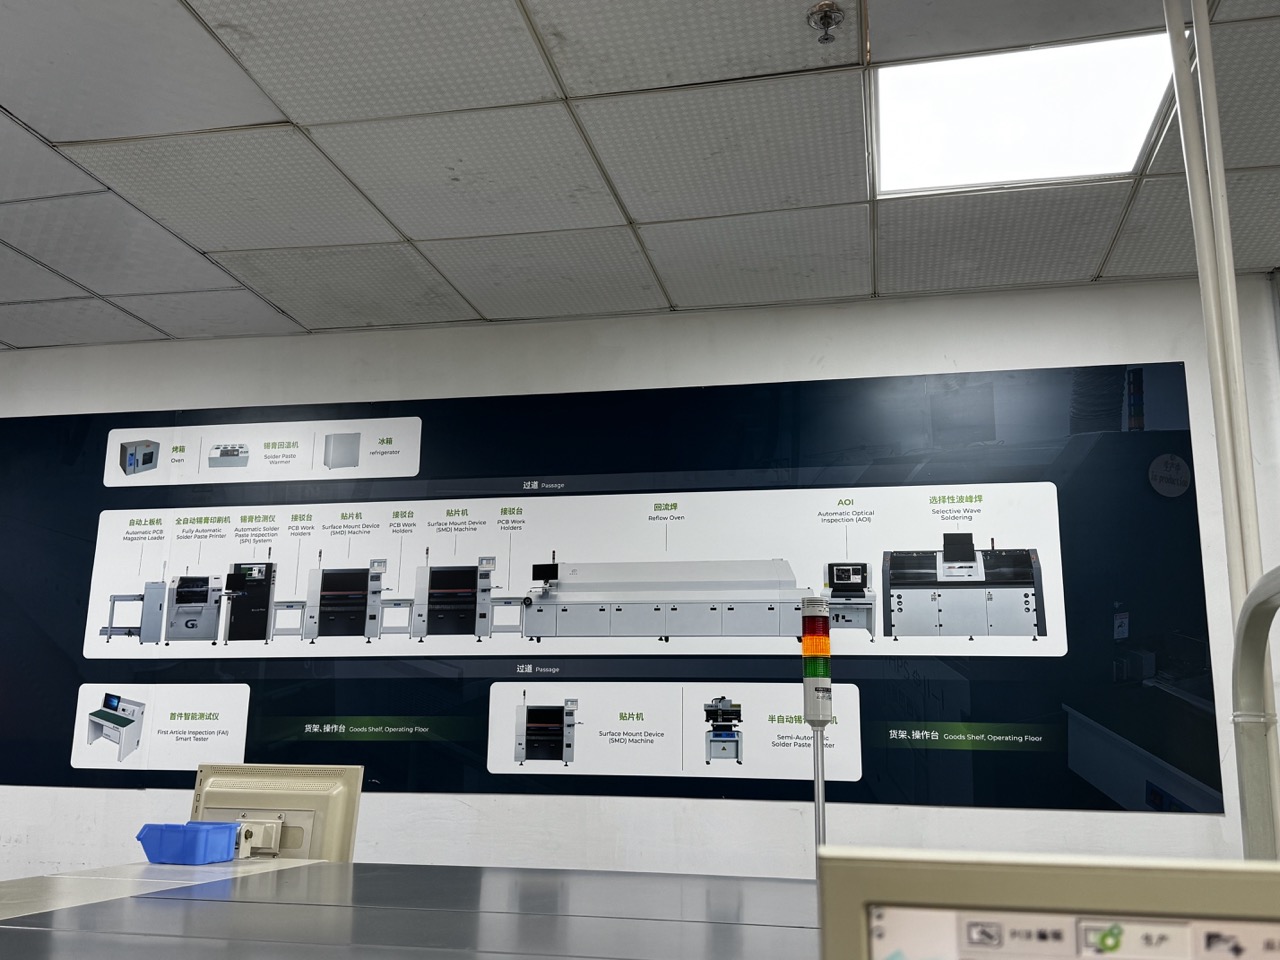 烤箱
Oven
锡膏回温机
Solder Paste
Warmer
冰箱
refrigerator
过道 Passage
自动上板机
Automatic PCB
Magazine Loader
全自动锡膏印刷机
Fully Automatic
Solder Paste Printer
锡膏检测仪
Automatic Solder
Paste Inspection
(SPI) System
接驳台
PCB Work
Holders
贴片机
Surface Mount Device
(SMD) Machine
接驳台
PCB Work
Holders
贴片机
Surface Mount Device
(SMD) Machine
接驳台
PCB Work
Holders
回流焊
Reflow Oven
AOI
Automatic Optical
Inspection (AOI)
选择性波峰焊
Selective Wave
Soldering
G5
过道 Passage
首件智能测试仪
First Article Inspection (FAI)
Smart Tester
货架、操作台 Goods Shelf, Operating Floor
贴片机
Surface Mount Device
(SMD) Machine
半自动锡
机
Solder Paste
货架、操作台 Goods Shelf, Operating Floor
PCB 编辑
生产